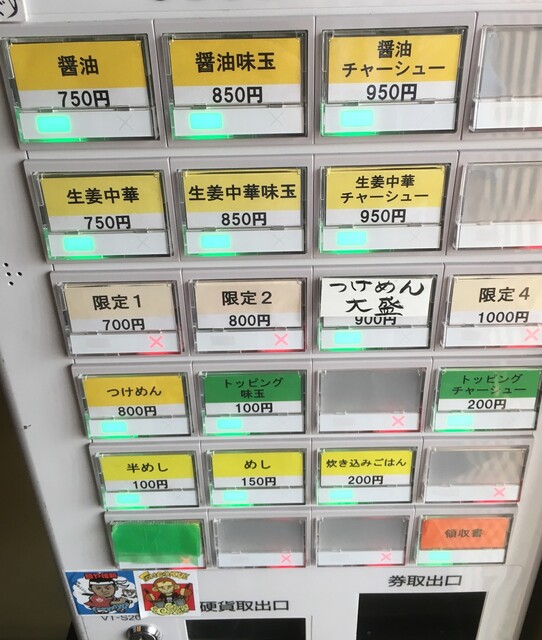 醤油
750円
醤油味玉
850円
醤油
チャーシュー
950円
生姜中華
750円
生姜中華味玉
850円
生姜中華
チャーシュー
950円
限定1
700円
限定2
800円
つけめん
大盛
900円
限定4
1000円
つけめん
800円
トッピング
味玉
100円
トッピング
チャーシュー
200円
半めし
100円
めし
150円
炊き込みごはん
200円
領収書
券取出口
硬貨取出口